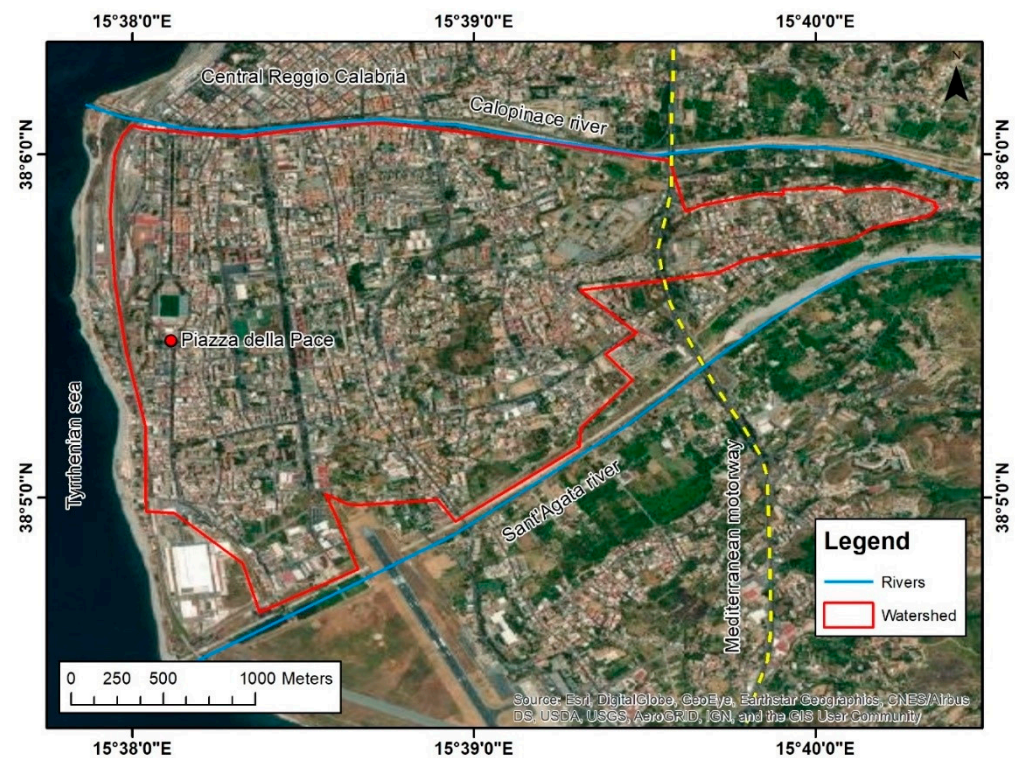 15°38'0"E 15°39'0"E 15°40'0"E
N
Central Reggio Calabria
Calopinace river
38°6'0"N
38°6'0"N
Piazza della Pace
Tyrrhenian sea
38°5'0"N
38°5'0"N
Sant'Agata river
Mediterranean motorway
Legend
Rivers
Watershed
0 250 500 1000 Meters
Source: Esri, DigitalGlobe, GeoEye, Earthstar Geographics, CNES/Airbus
DS, USDA, USGS, AeroGRID, IGN, and the GIS User Community
15°38'0"E 15°39'0"E 15°40'0"E